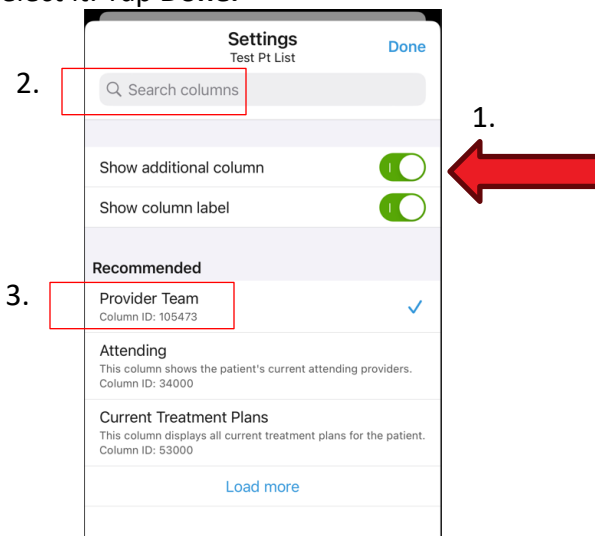 select it. Tap Done.
Settings
Test Pt List
Done
2.
Search columns
1.
Show additional column
Show column label
Recommended
3.
Provider Team
Column ID: 105473
Attending
This column shows the patient's current attending providers.
Column ID: 34000
Current Treatment Plans
This column displays all current treatment plans for the patient.
Column ID: 53000
Load more